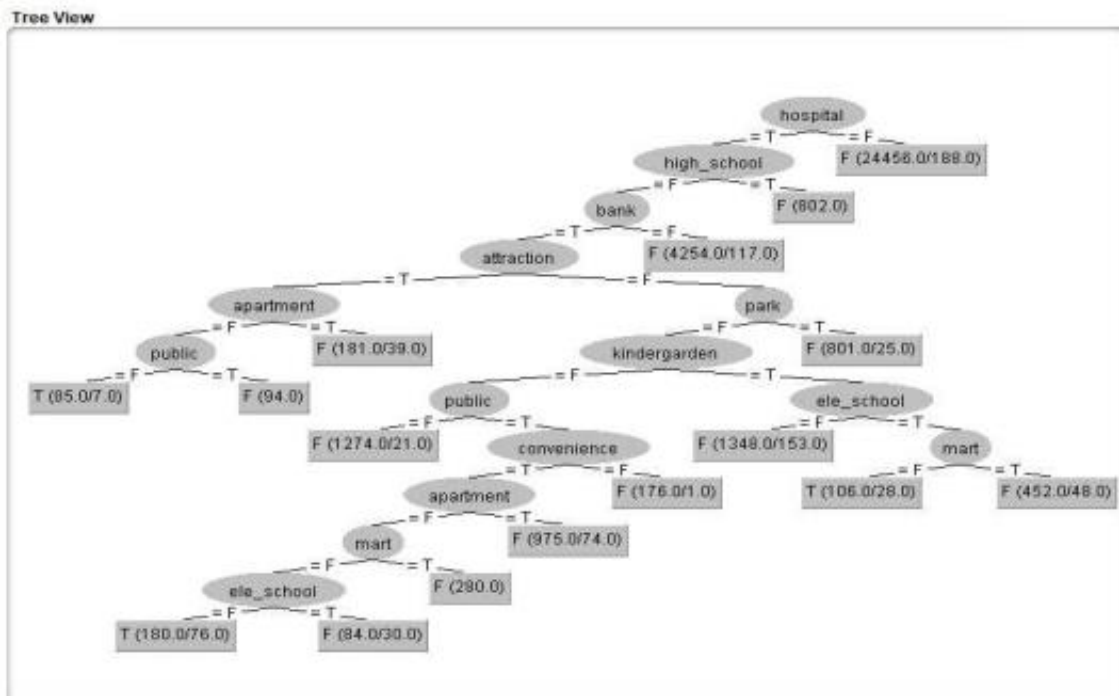 Tree View
hospital
= T = F
high_school F (24456.0/188.0)
= F = T
bank F (802.0)
= T = F
attraction F (4254.0/117.0)
= T = F
apartment park
= F = T = F = T
public F (181.0/39.0) kindergarden F (801.0/25.0)
= F = T = F = T
T (85.0/7.0) F (94.0) public ele_school
= F = T = F = T
F (1274.0/21.0) convenience F (1348.0/153.0) mart
= T = F = F = T
apartment F (176.0/1.0) T (106.0/28.0) F (452.0/48.0)
= F = T
mart F (975.0/74.0)
= F = T
ele_school F (280.0)
= F = T
T (180.0/76.0) F (84.0/30.0)